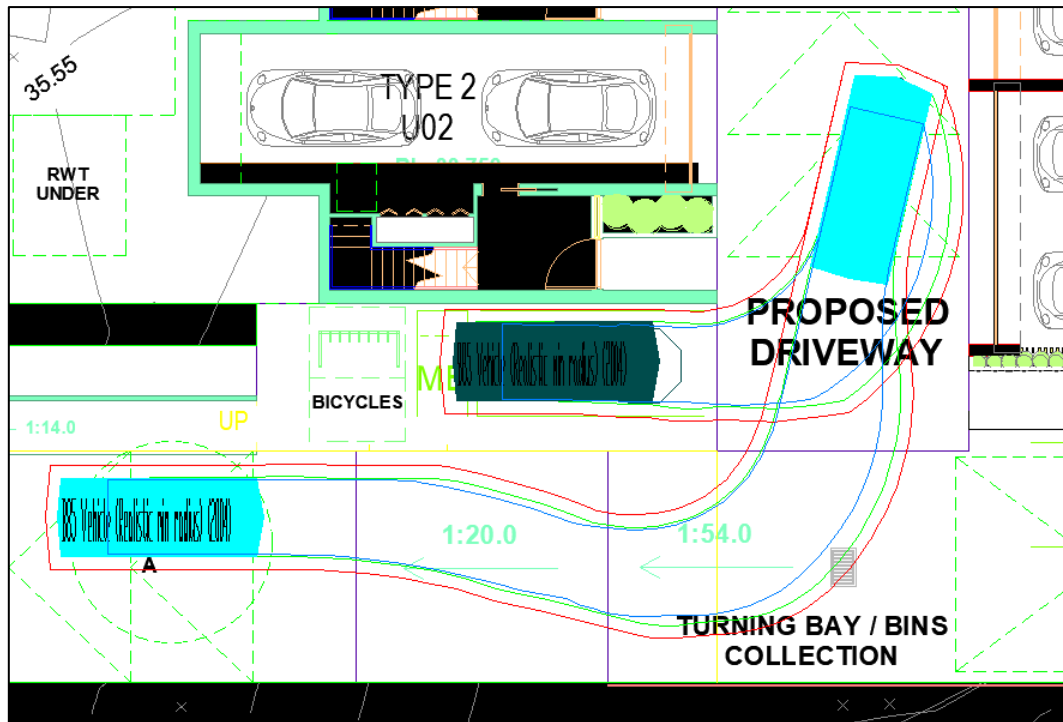 35.55
TYPE 2
U02
RWT
UNDER
PROPOSED
DRIVEWAY
B85 Vehicle (Realistic min radius) (2004)
BICYCLES
UP
1:14.0
B85 Vehicle (Realistic min radius) (2004)
A
1:20.0
1:54.0
TURNING BAY / BINS
COLLECTION